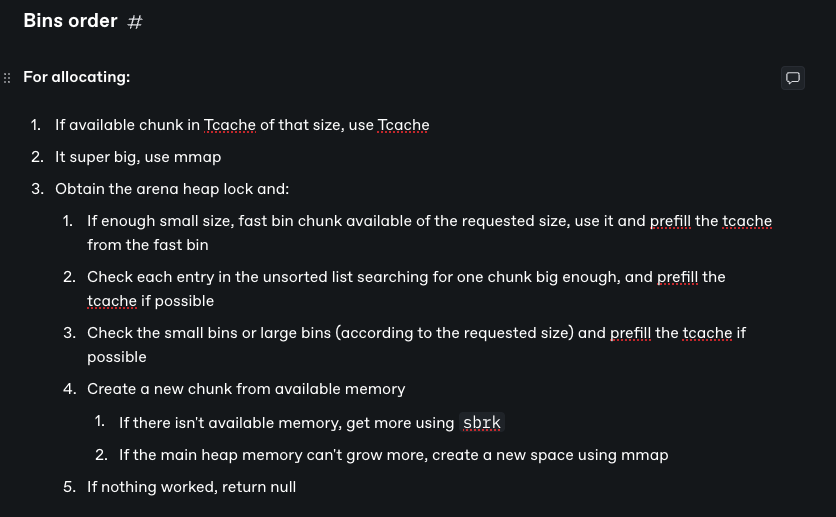 Bins order #
For allocating:
1. If available chunk in Tcache of that size, use Tcache
2. It super big, use mmap
3. Obtain the arena heap lock and:
1. If enough small size, fast bin chunk available of the requested size, use it and prefill the tcache
from the fast bin
2. Check each entry in the unsorted list searching for one chunk big enough, and prefill the
tcache if possible
3. Check the small bins or large bins (according to the requested size) and prefill the tcache if
possible
4. Create a new chunk from available memory
1. If there isn't available memory, get more using sbrk
2. If the main heap memory can't grow more, create a new space using mmap
5. If nothing worked, return null